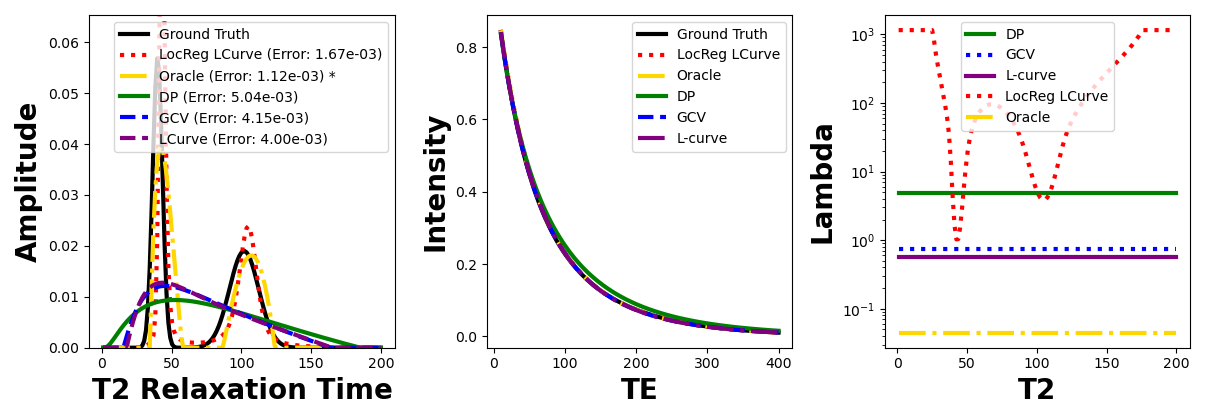 Amplitude
0.06
0.05
0.04
0.03
0.02
0.01
0.00
0
50
100
150
200
T2 Relaxation Time
Ground Truth
LocReg LCurve (Error: 1.67e-03)
Oracle (Error: 1.12e-03) *
DP (Error: 5.04e-03)
GCV (Error: 4.15e-03)
LCurve (Error: 4.00e-03)
Intensity
0.8
0.6
0.4
0.2
0.0
0
100
200
300
400
TE
Ground Truth
LocReg LCurve
Oracle
DP
GCV
L-curve
Lambda
10³
10²
10¹
10⁰
10⁻¹
0
50
100
150
200
T2
DP
GCV
L-curve
LocReg LCurve
Oracle